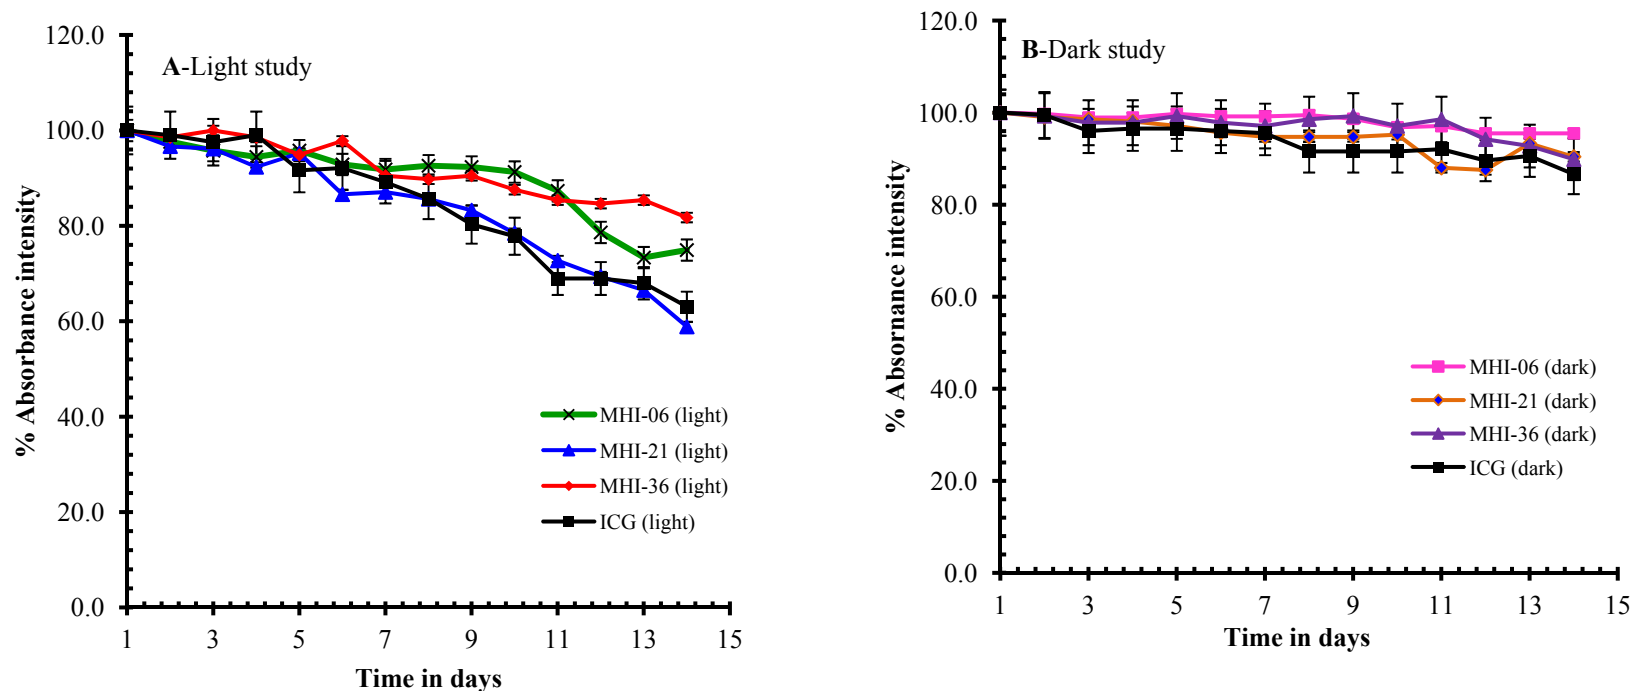 A-Light study
% Absorbance intensity
120.0
100.0
80.0
60.0
40.0
20.0
0.0
1 3 5 7 9 11 13 15
Time in days
MHI-06 (light)
MHI-21 (light)
MHI-36 (light)
ICG (light)
B-Dark study
% Absornance intensity
120.0
100.0
80.0
60.0
40.0
20.0
0.0
1 3 5 7 9 11 13 15
Time in days
MHI-06 (dark)
MHI-21 (dark)
MHI-36 (dark)
ICG (dark)